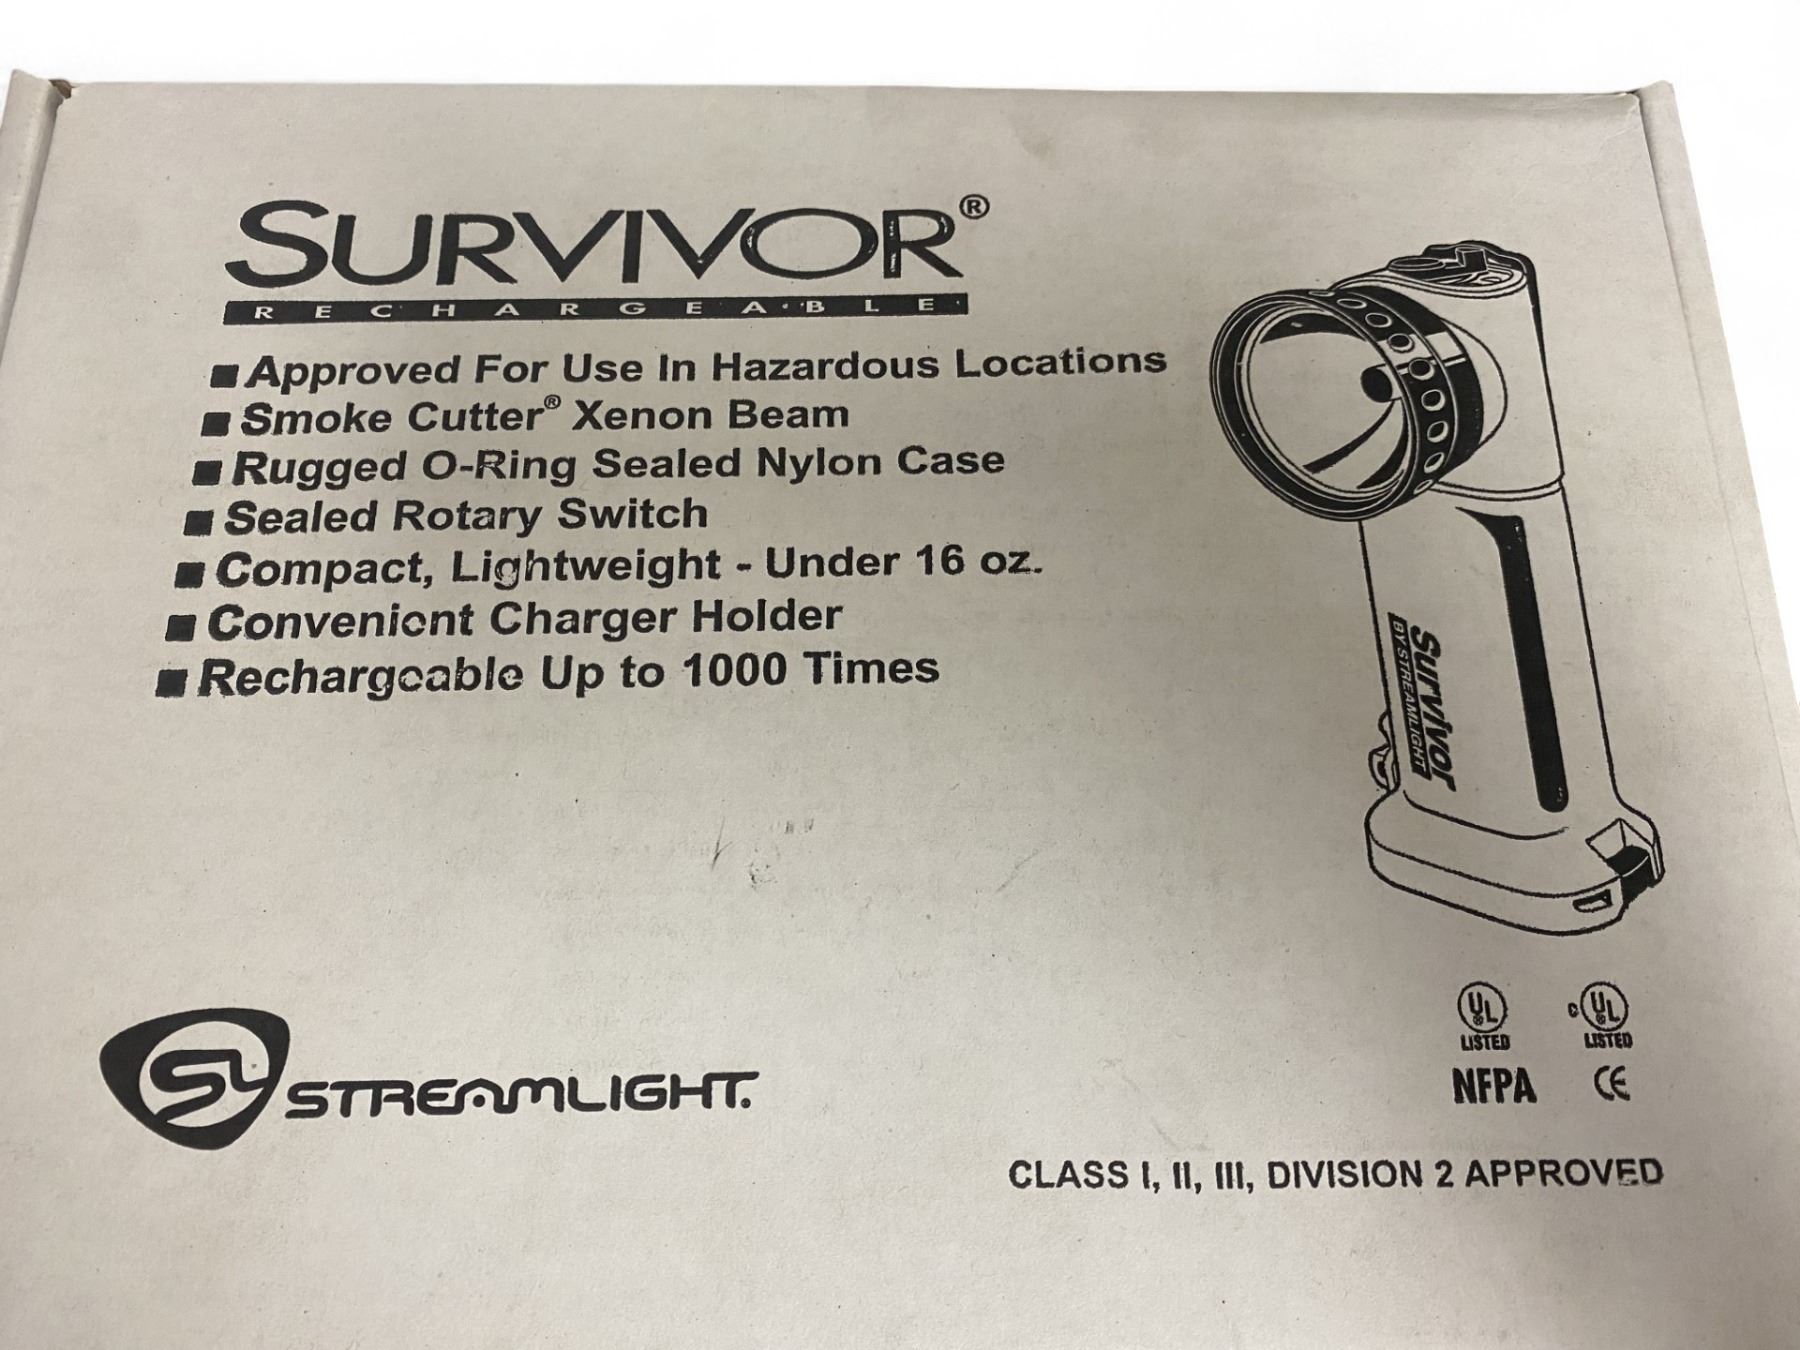 SURVIVOR®
RECHARGEABLE
■ Approved For Use In Hazardous Locations
■ Smoke Cutter® Xenon Beam
■ Rugged O-Ring Sealed Nylon Case
■ Sealed Rotary Switch
■ Compact, Lightweight - Under 16 oz.
■ Convenient Charger Holder
■ Rechargeable Up to 1000 Times
Survivor
BY STREAMLIGHT
SL STREAMLIGHT.
UL UL
LISTED LISTED
NFPA CE
CLASS I, II, III, DIVISION 2 APPROVED